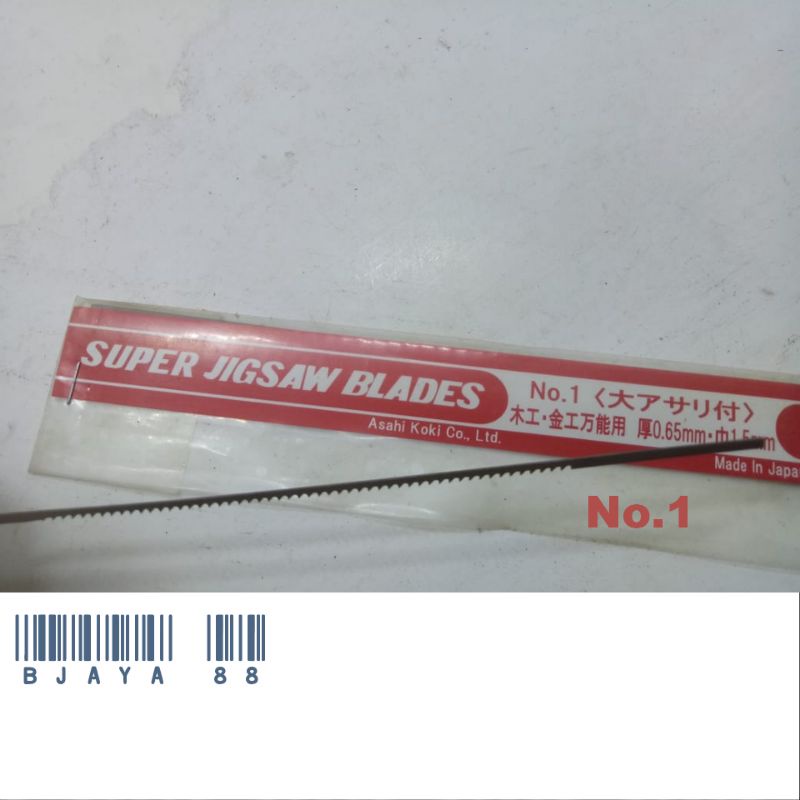 SUPER JIGSAW BLADES
Asahi Koki Co., Ltd.
No.1〈大アサリ付〉
木工・金工万能用 厚0.65mm・巾1.5mm
Made In Japan
No.1
BJAYA 88